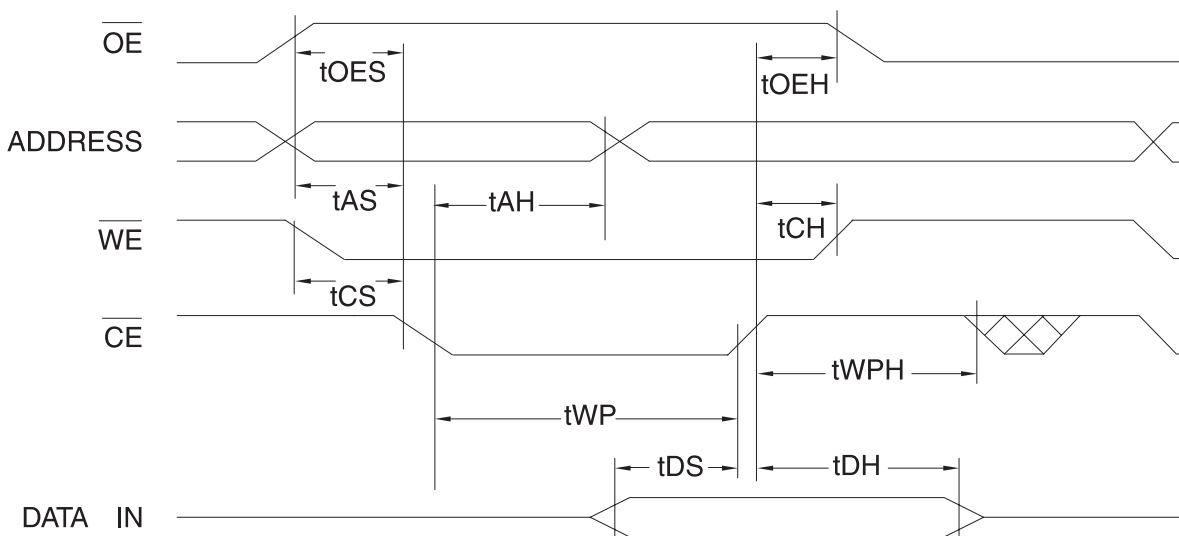 OE
tOES
tOEH
ADDRESS
tAS
tAH
tCH
WE
tCS
CE
tWPH
tWP
tDS
tDH
DATA IN